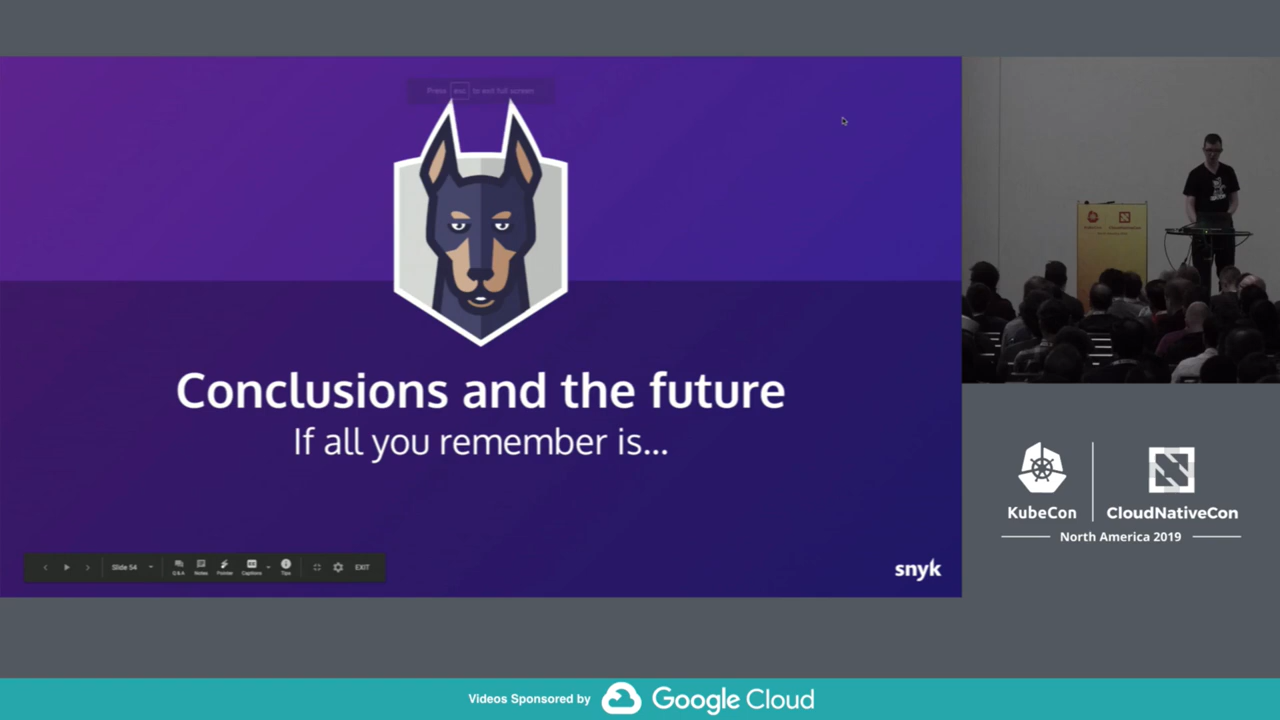 Press esc to exit full screen
Conclusions and the future
If all you remember is...
Slide 54
Q&A
Notes
Pointer
Captions
Tips
EXIT
snyk
KubeCon
CloudNativeCon
North America 2019
Videos Sponsored by Google Cloud